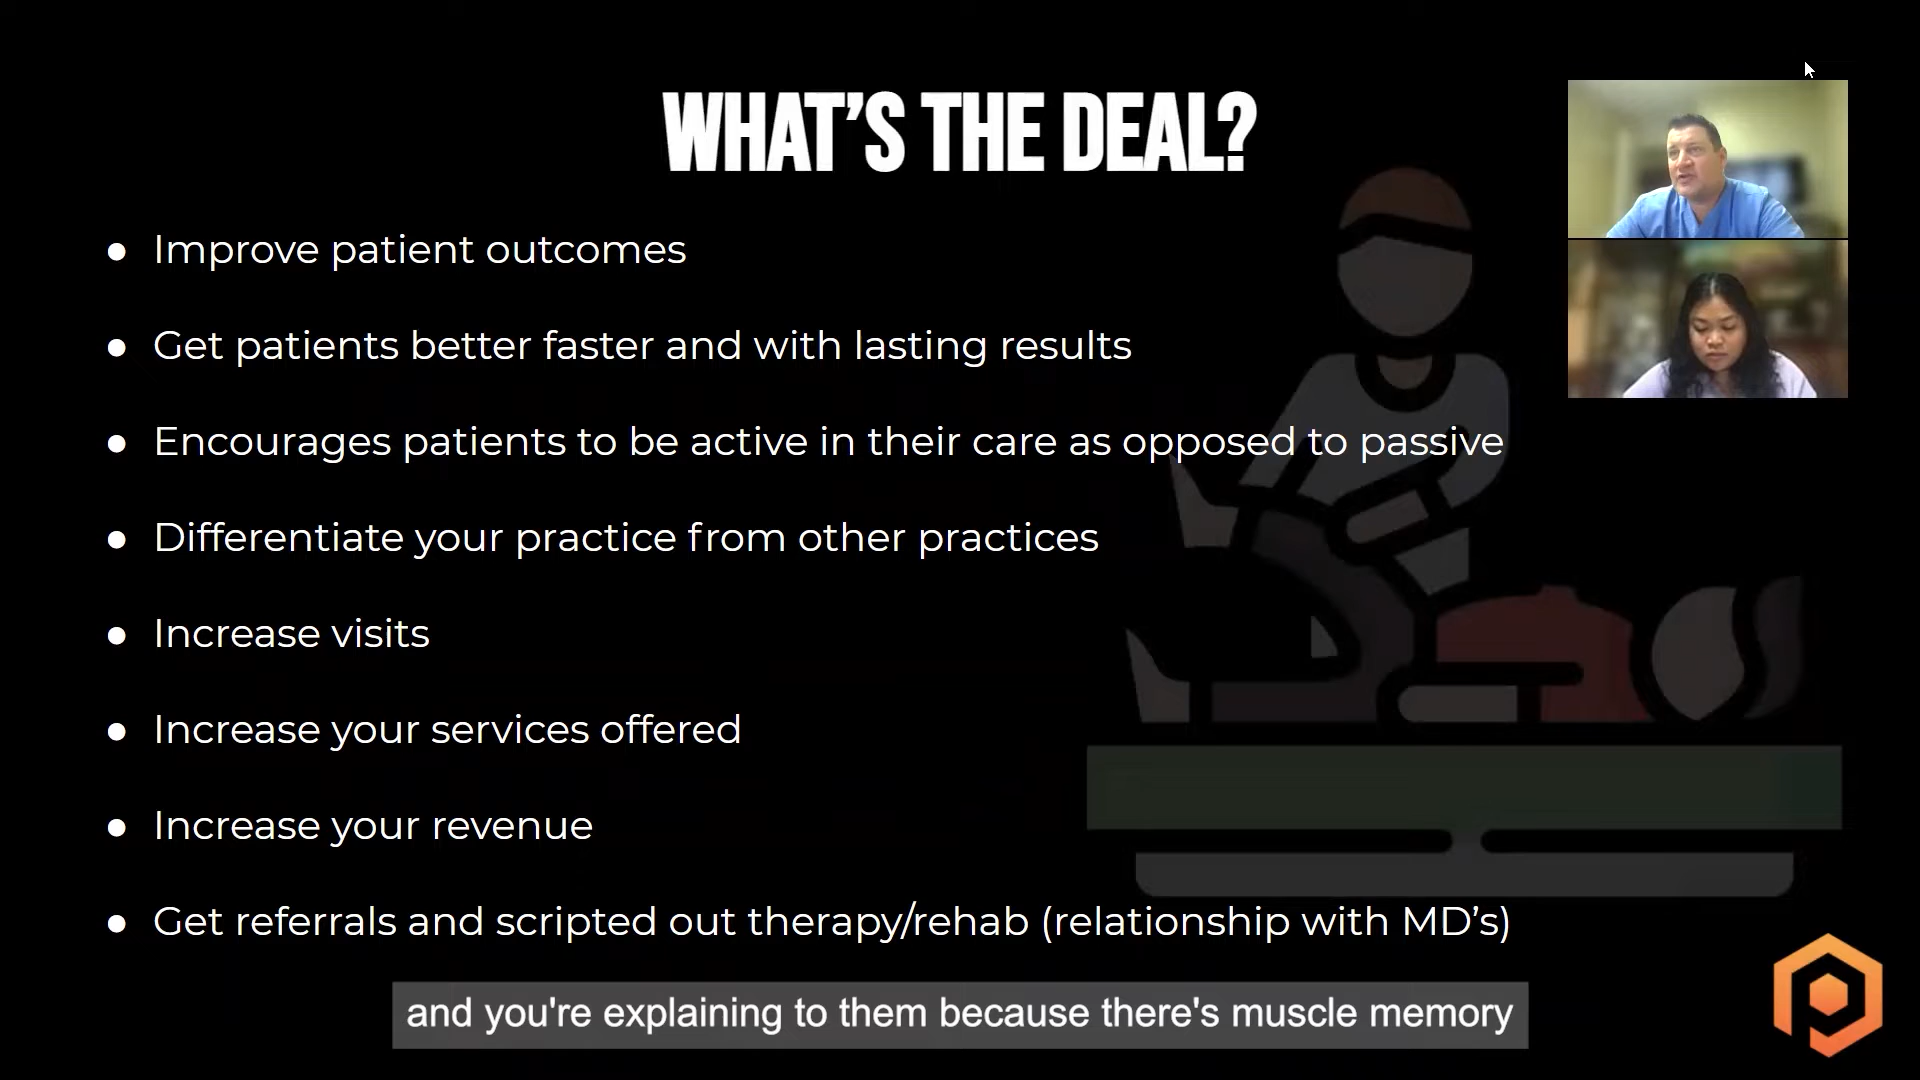 WHAT'S THE DEAL?
● Improve patient outcomes
● Get patients better faster and with lasting results
● Encourages patients to be active in their care as opposed to passive
● Differentiate your practice from other practices
● Increase visits
● Increase your services offered
● Increase your revenue
● Get referrals and scripted out therapy/rehab (relationship with MD's)
and you're explaining to them because there's muscle memory